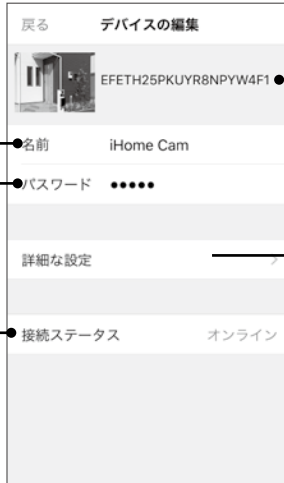 戻る デバイスの編集
EFETH25PKUYR8NPYW4F1
名前 iHome Cam
パスワード •••••
詳細な設定 >
接続ステータス オンライン